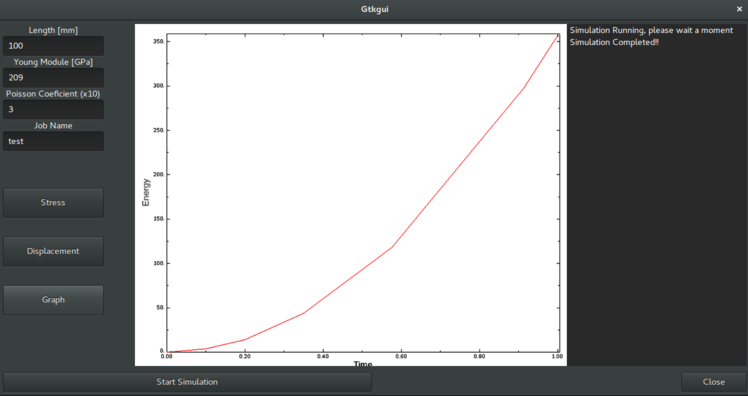 Gtkgui
×
Length [mm]
100
Young Module [GPa]
209
Poisson Coeficient (x10)
3
Job Name
test
Stress
Displacement
Graph
350.
300.
250.
200.
150.
100.
50.
0.
Energy
0.00 0.20 0.40 0.60 0.80 1.00
Time
Simulation Running, please wait a moment
Simulation Completed!!
Start Simulation
Close